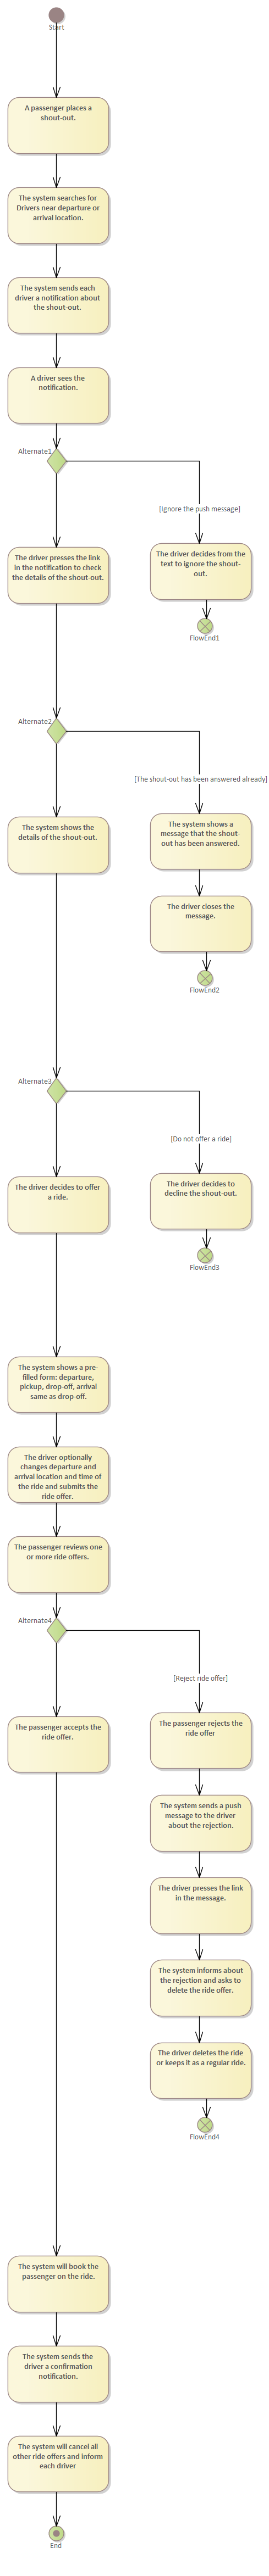 Start
A passenger places a
shout-out.
The system searches for
Drivers near departure or
arrival location.
The system sends each
driver a notification about
the shout-out.
A driver sees the
notification.
Alternate1
[Ignore the push message]
The driver presses the link
in the notification to check
the details of the shout-out.
The driver decides from the
text to ignore the shout-
out.
FlowEnd1
Alternate2
[The shout-out has been answered already]
The system shows the
details of the shout-out.
The system shows a
message that the shout-
out has been answered.
The driver closes the
message.
FlowEnd2
Alternate3
[Do not offer a ride]
The driver decides to offer
a ride.
The driver decides to
decline the shout-out.
FlowEnd3
The system shows a pre-
filled form: departure,
pickup, drop-off, arrival
same as drop-off.
The driver optionally
changes departure and
arrival location and time of
the ride and submits the
ride offer.
The passenger reviews one
or more ride offers.
Alternate4
[Reject ride offer]
The passenger accepts the
ride offer.
The passenger rejects the
ride offer
The system sends a push
message to the driver
about the rejection.
The driver presses the link
in the message.
The system informs about
the rejection and asks to
delete the ride offer.
The driver deletes the ride
or keeps it as a regular ride.
FlowEnd4
The system will book the
passenger on the ride.
The system sends the
driver a confirmation
notification.
The system will cancel all
other ride offers and inform
each driver
End